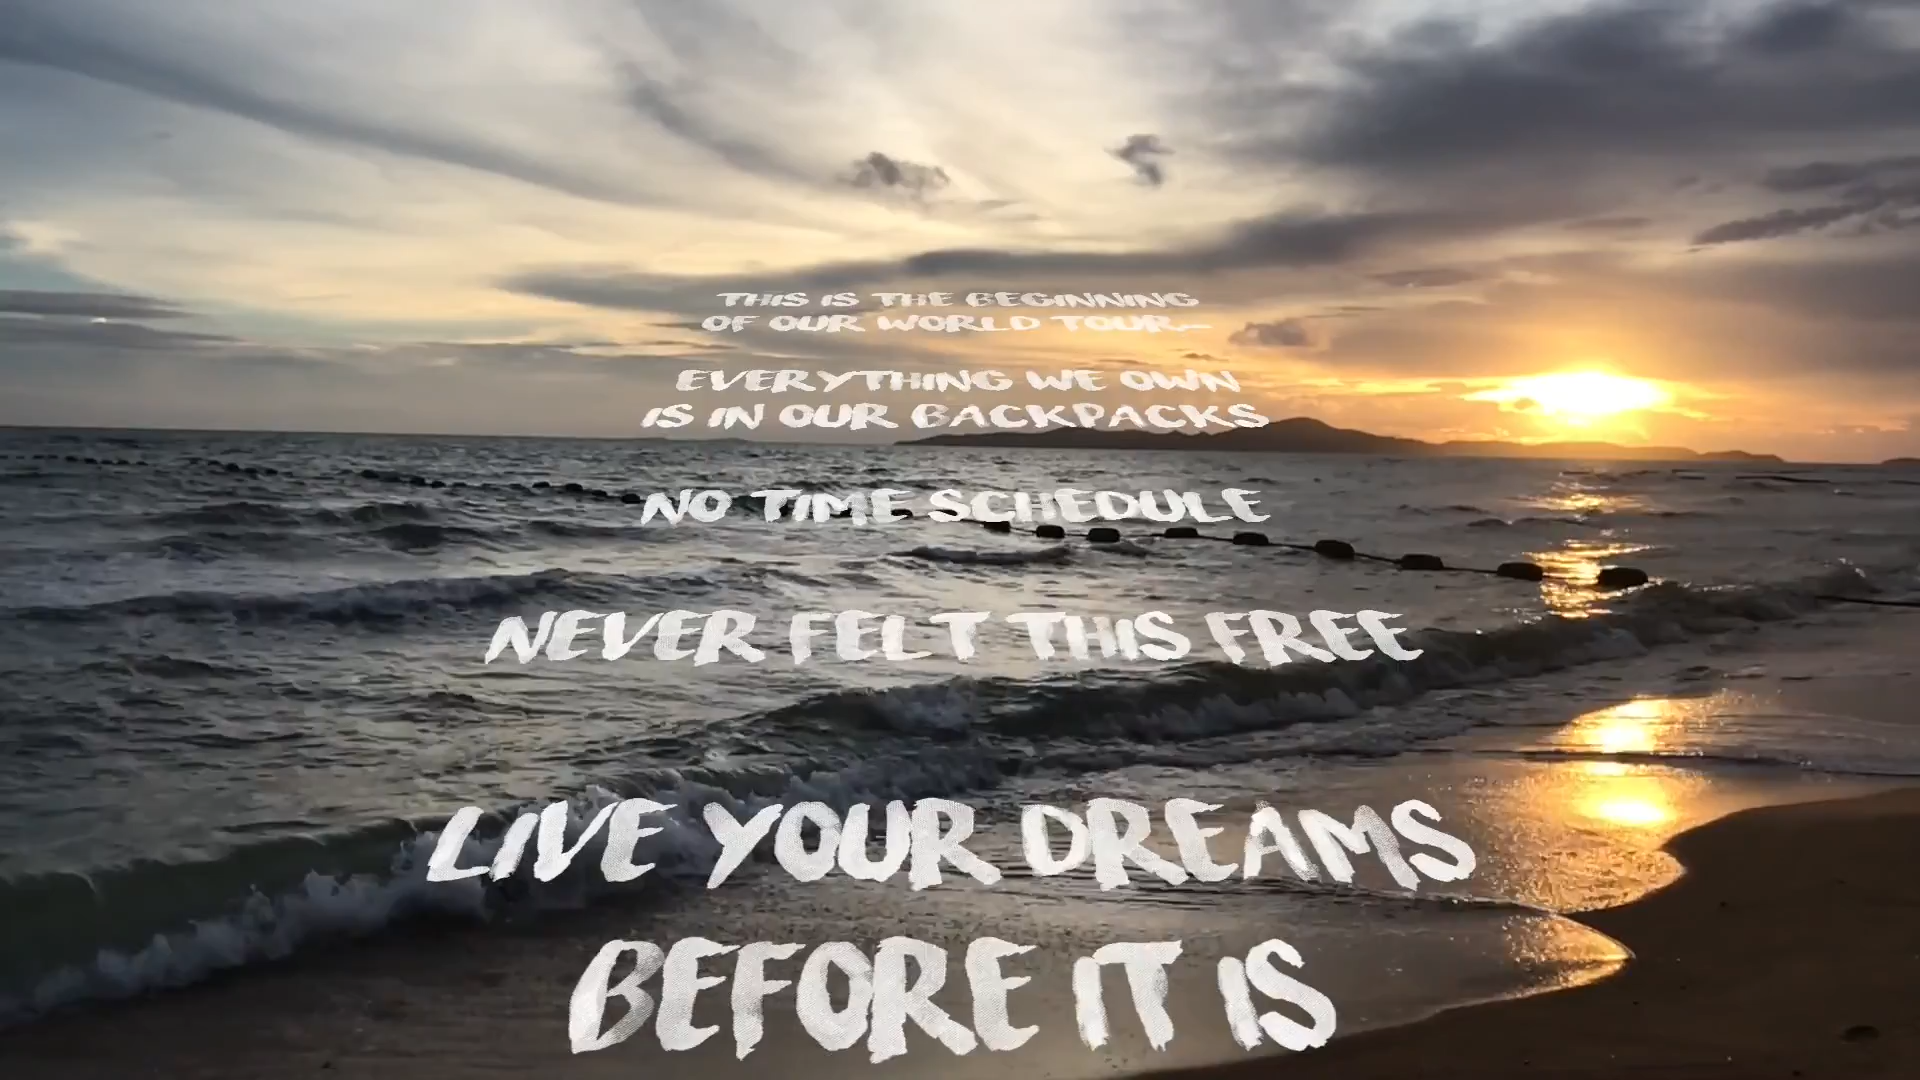 THIS IS THE BEGINNING
OF OUR WORLD TOUR...
EVERYTHING WE OWN
IS IN OUR BACKPACKS
NO TIME SCHEDULE
NEVER FELT THIS FREE
LIVE YOUR DREAMS
BEFORE IT IS